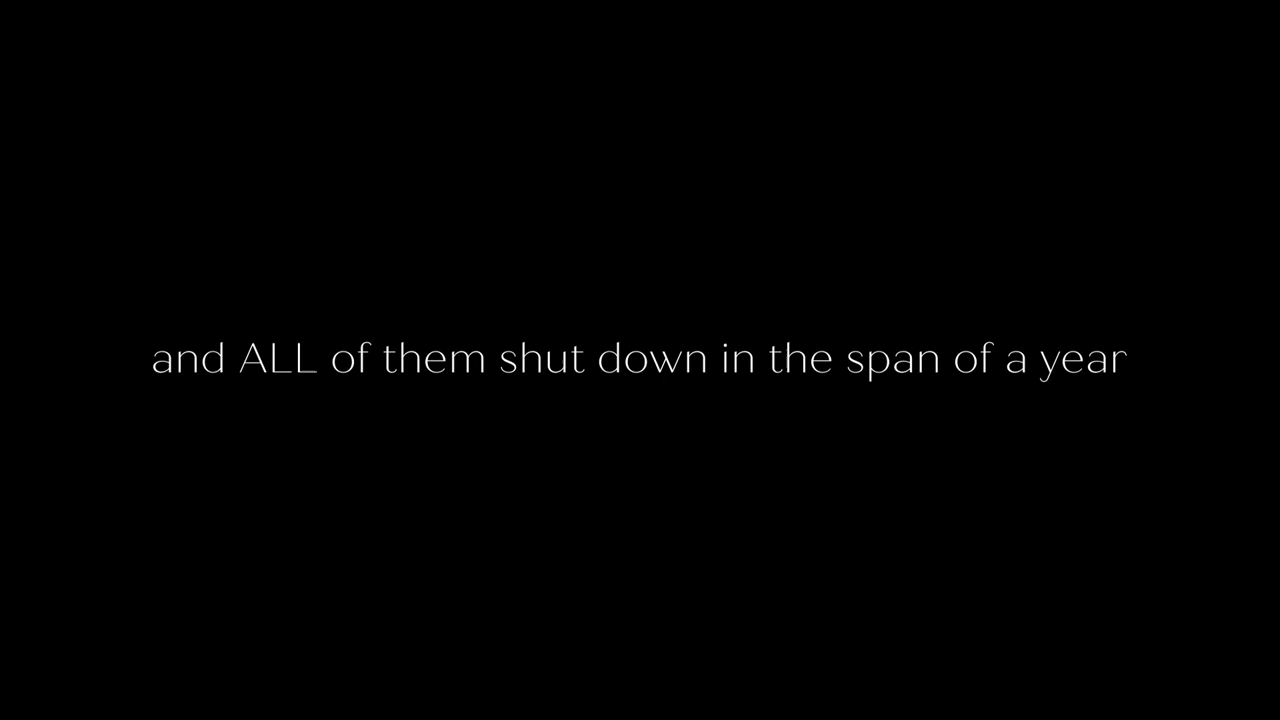 and ALL of them shut down in the span of a year